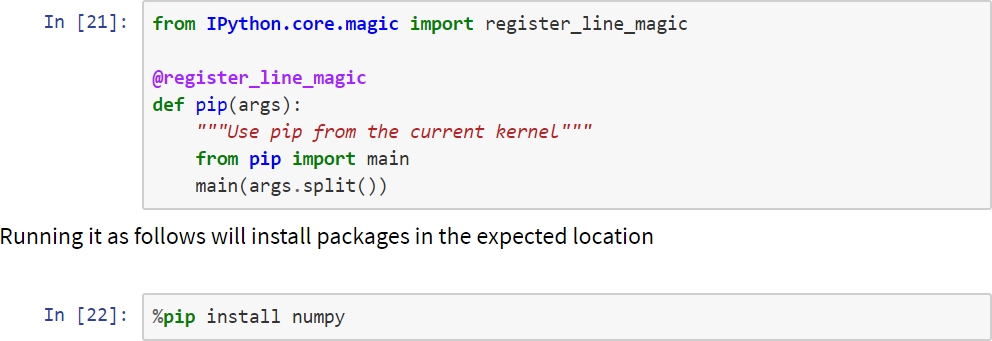 In [21]: from IPython.core.magic import register_line_magic
@register_line_magic
def pip(args):
    """Use pip from the current kernel"""
    from pip import main
    main(args.split())
Running it as follows will install packages in the expected location
In [22]: %pip install numpy